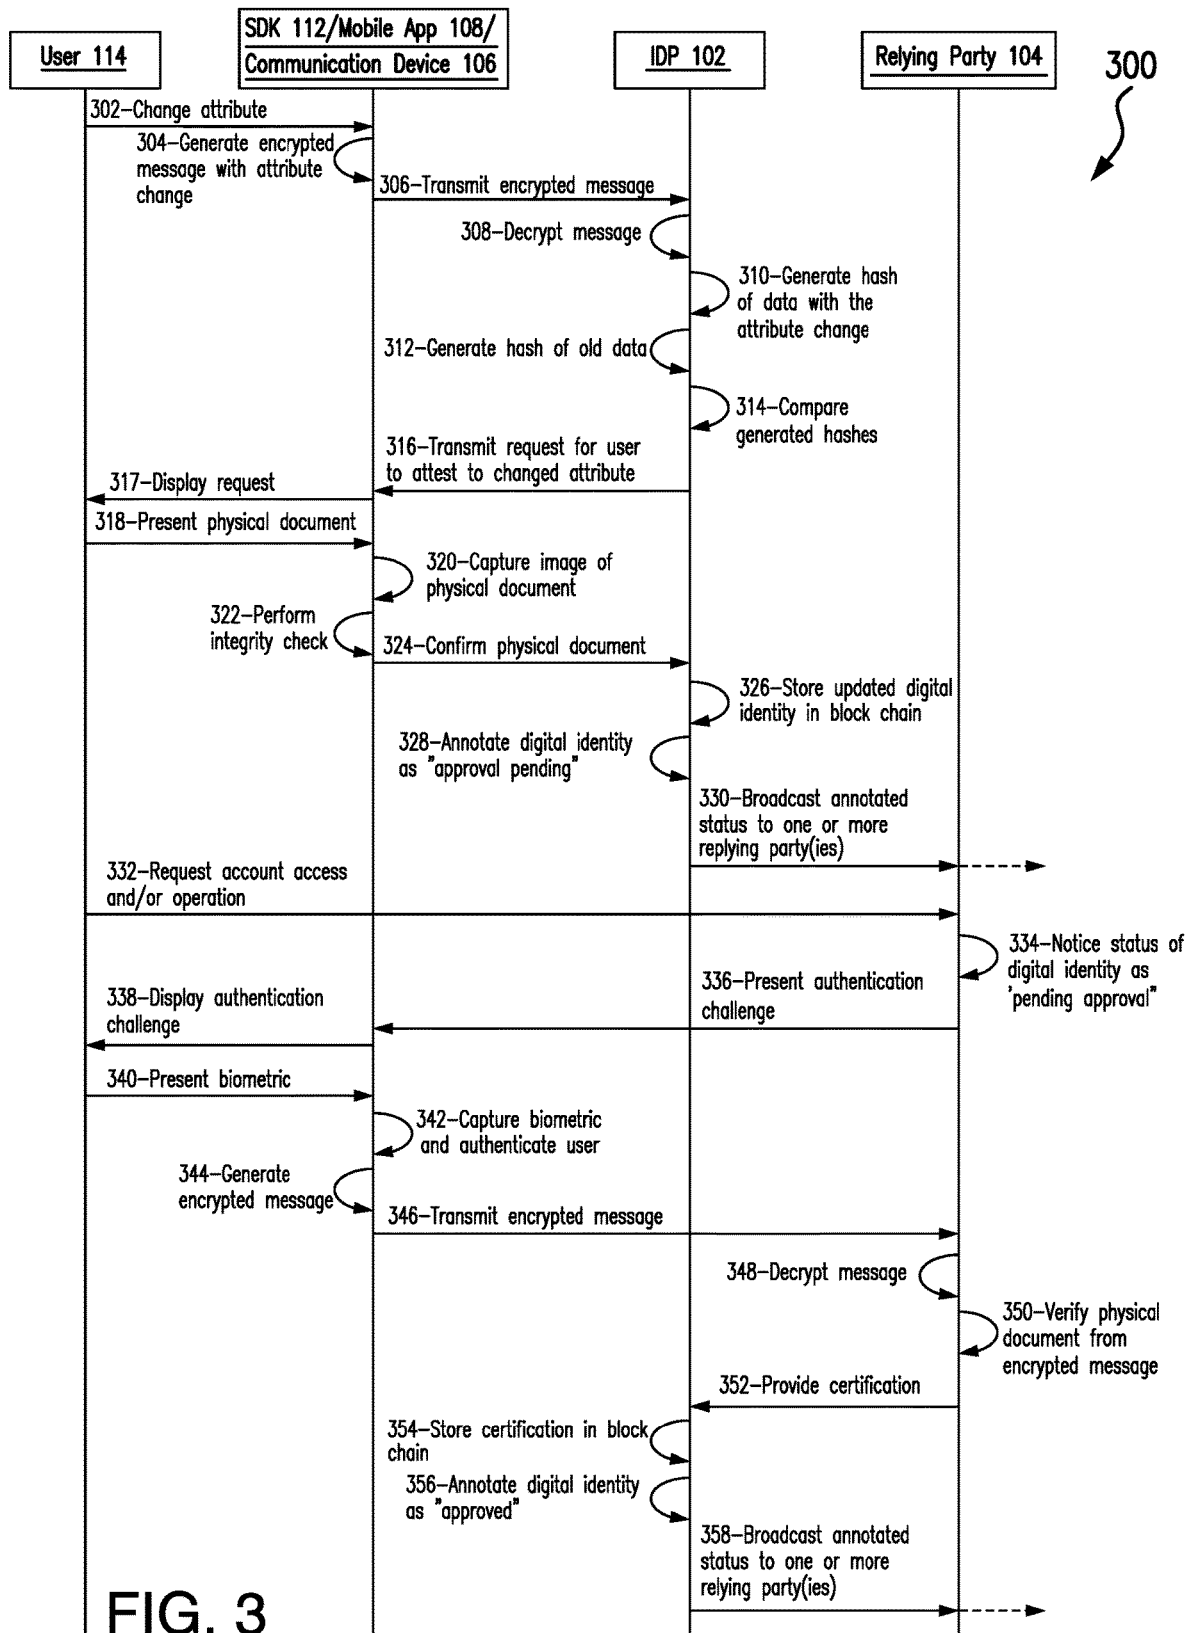 User 114
SDK 112/Mobile App 108/
Communication Device 106
IDP 102
Relying Party 104
300
302-Change attribute
304-Generate encrypted
message with attribute
change
306-Transmit encrypted message
308-Decrypt message
310-Generate hash
of data with the
attribute change
312-Generate hash of old data
314-Compare
generated hashes
316-Transmit request for user
to attest to changed attribute
317-Display request
318-Present physical document
320-Capture image of
physical document
322-Perform
integrity check
324-Confirm physical document
326-Store updated digital
identity in block chain
328-Annotate digital identity
as "approval pending"
330-Broadcast annotated
status to one or more
replying party(ies)
332-Request account access
and/or operation
334-Notice status of
digital identity as
'pending approval"
336-Present authentication
challenge
338-Display authentication
challenge
340-Present biometric
342-Capture biometric
and authenticate user
344-Generate
encrypted message
346-Transmit encrypted message
348-Decrypt message
350-Verify physical
document from
encrypted message
352-Provide certification
354-Store certification in block
chain
356-Annotate digital identity
as "approved"
358-Broadcast annotated
status to one or more
relying party(ies)
FIG. 3